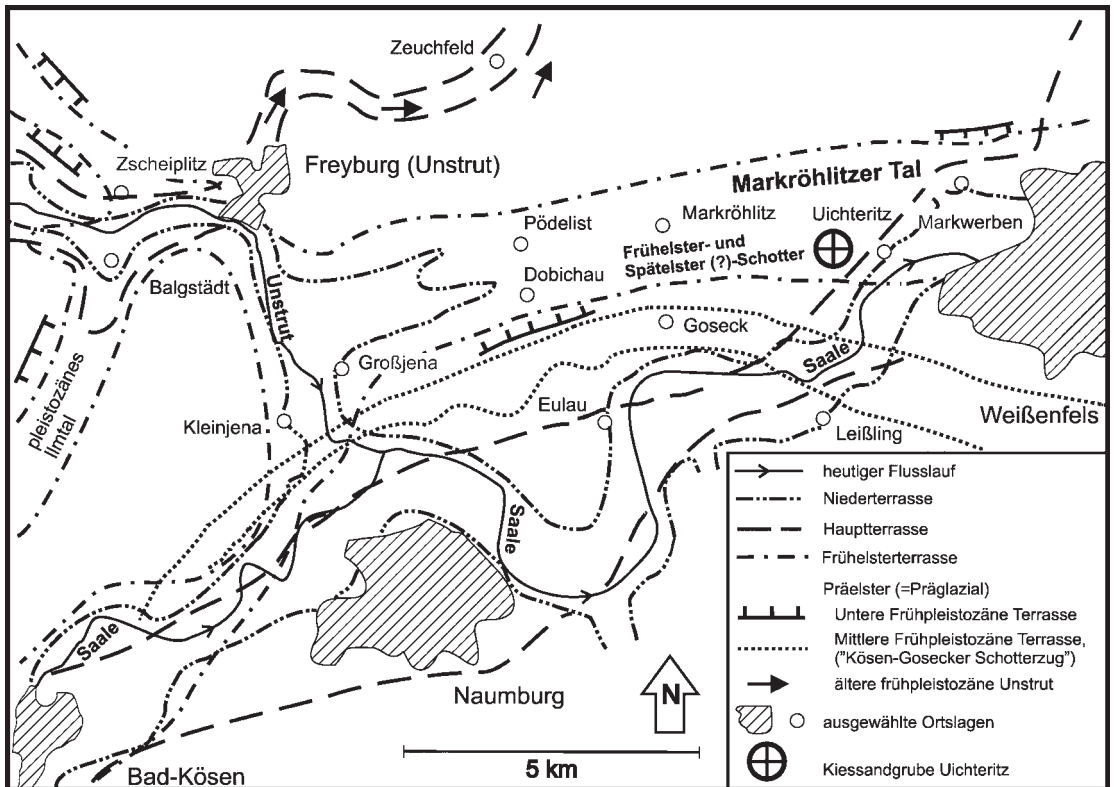 Zeuchfeld
Zscheiplitz
Freyburg (Unstrut)
Markröhlitzer Tal
Pödelist
Markröhlitz
Uichteritz
Markwerben
Frühelster- und
Spätelster (?)-Schotter
Balgstädt
Unstrut
Dobichau
Goseck
Großjena
Saale
pleistozänes
Ilmtal
Kleinjena
Eulau
Leißling
Weißenfels
Saale
Saale
Naumburg
Bad-Kösen
N
5 km
heutiger Flusslauf
Niederterrasse
Hauptterrasse
Frühelsterterrasse
Präelster (=Präglazial)
Untere Frühpleistozäne Terrasse
Mittlere Frühpleistozäne Terrasse,
("Kösen-Gosecker Schotterzug")
ältere frühpleistozäne Unstrut
ausgewählte Ortslagen
Kiessandgrube Uichteritz